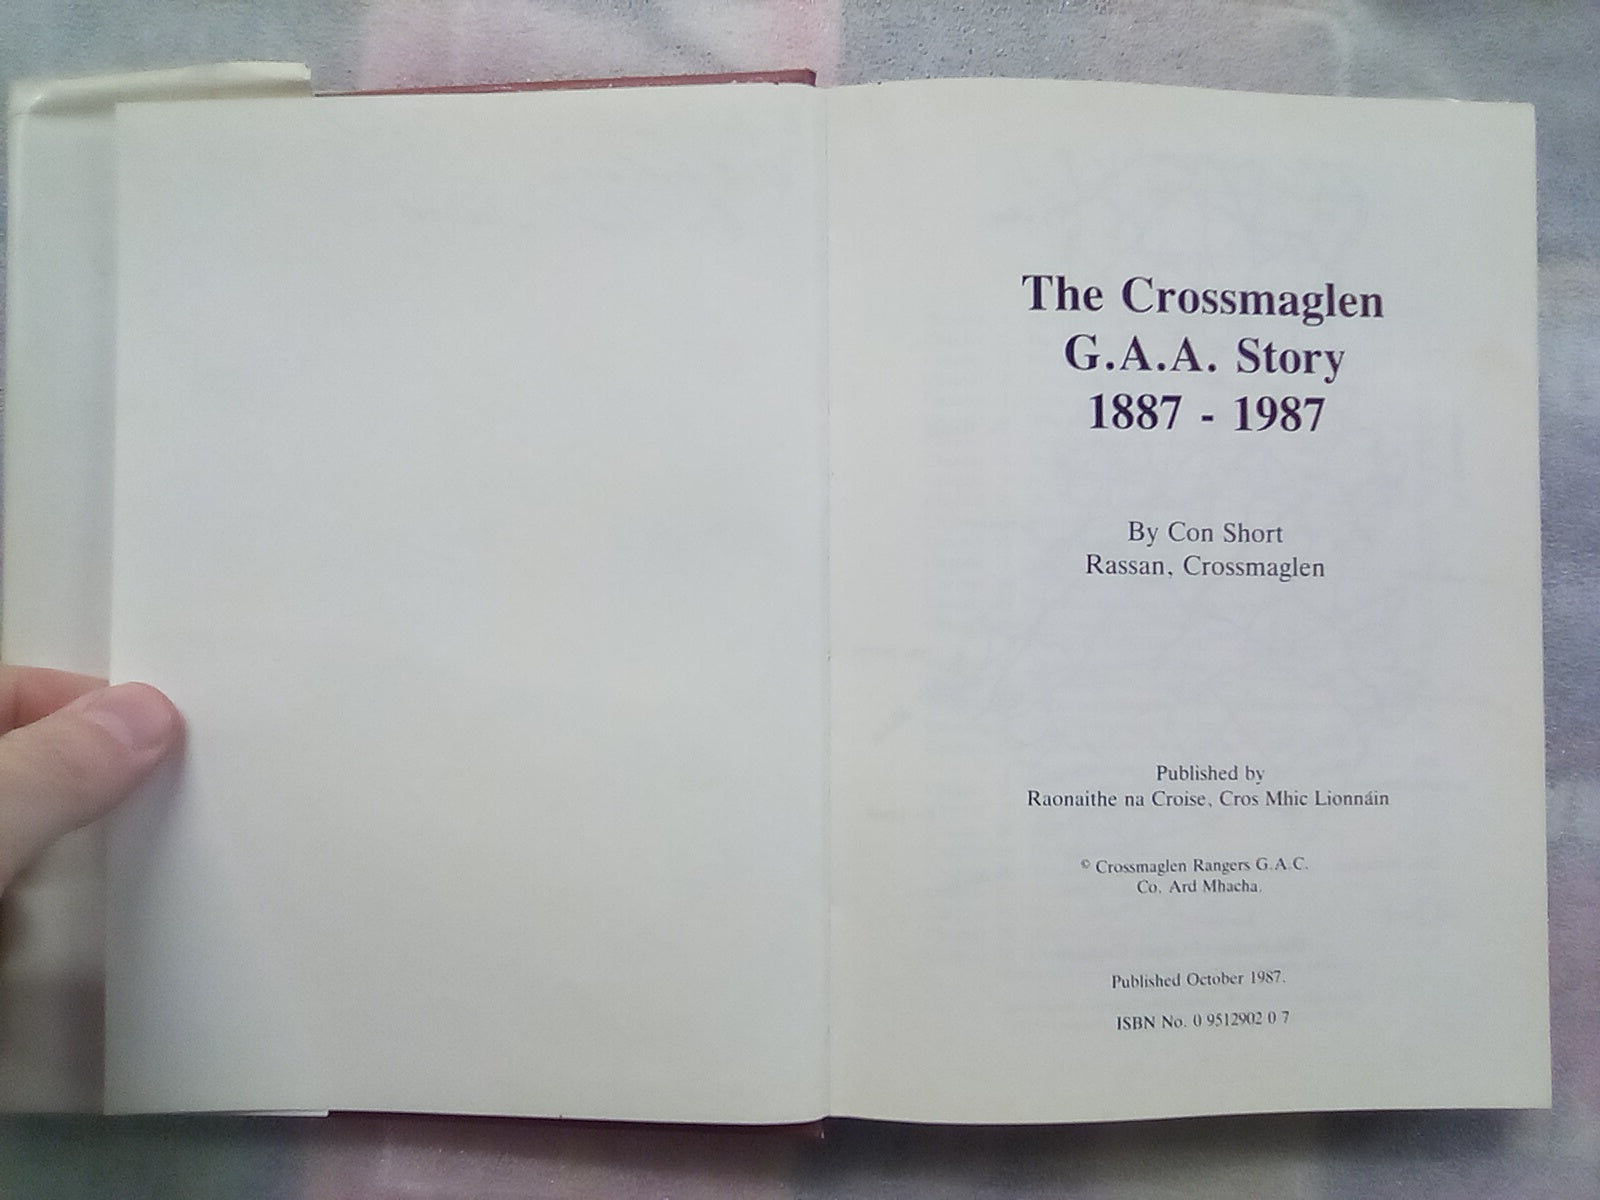 The Crossmaglen
G.A.A. Story
1887 - 1987
By Con Short
Rassan, Crossmaglen
Published by
Raonaithe na Croise, Cros Mhic Lionnáin
© Crossmaglen Rangers G.A.C.
Co. Ard Mhacha.
Published October 1987.
ISBN No. 0 9512902 0 7